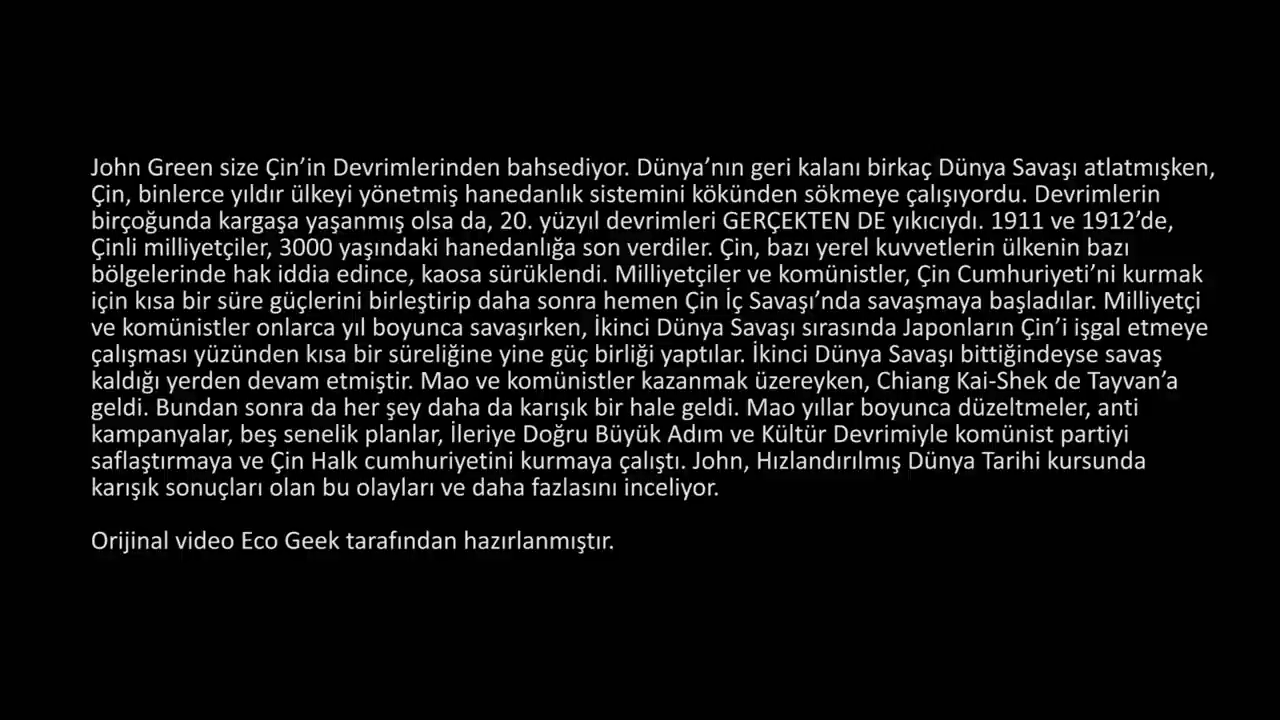 John Green size Çin’in Devrimlerinden bahsediyor. Dünya’nın geri kalanı birkaç Dünya Savaşı atlatmışken,
Çin, binlerce yıldır ülkeyi yönetmiş hanedanlık sistemini kökünden sökmeye çalışıyordu. Devrimlerin
birçoğunda kargaşa yaşanmış olsa da, 20. yüzyıl devrimleri GERÇEKTEN DE yıkıcıydı. 1911 ve 1912’de,
Çinli milliyetçiler, 3000 yaşındaki hanedanlığa son verdiler. Çin, bazı yerel kuvvetlerin ülkenin bazı
bölgelerinde hak iddia edince, kaosa sürüklendi. Milliyetçiler ve komünistler, Çin Cumhuriyeti’ni kurmak
için kısa bir süre güçlerini birleştirip daha sonra hemen Çin İç Savaşı’nda savaşmaya başladılar. Milliyetçi
ve komünistler onlarca yıl boyunca savaşırken, İkinci Dünya Savaşı sırasında Japonların Çin’i işgal etmeye
çalışması yüzünden kısa bir süreliğine yine güç birliği yaptılar. İkinci Dünya Savaşı bittiğindeyse savaş
kaldığı yerden devam etmiştir. Mao ve komünistler kazanmak üzereyken, Chiang Kai-Shek de Tayvan’a
geldi. Bundan sonra da her şey daha da karışık bir hale geldi. Mao yıllar boyunca düzeltmeler, anti
kampanyalar, beş senelik planlar, İleriye Doğru Büyük Adım ve Kültür Devrimiyle komünist partiyi
saflaştırmaya ve Çin Halk cumhuriyetini kurmaya çalıştı. John, Hızlandırılmış Dünya Tarihi kursunda
karışık sonuçları olan bu olayları ve daha fazlasını inceliyor.
Orijinal video Eco Geek tarafından hazırlanmıştır.